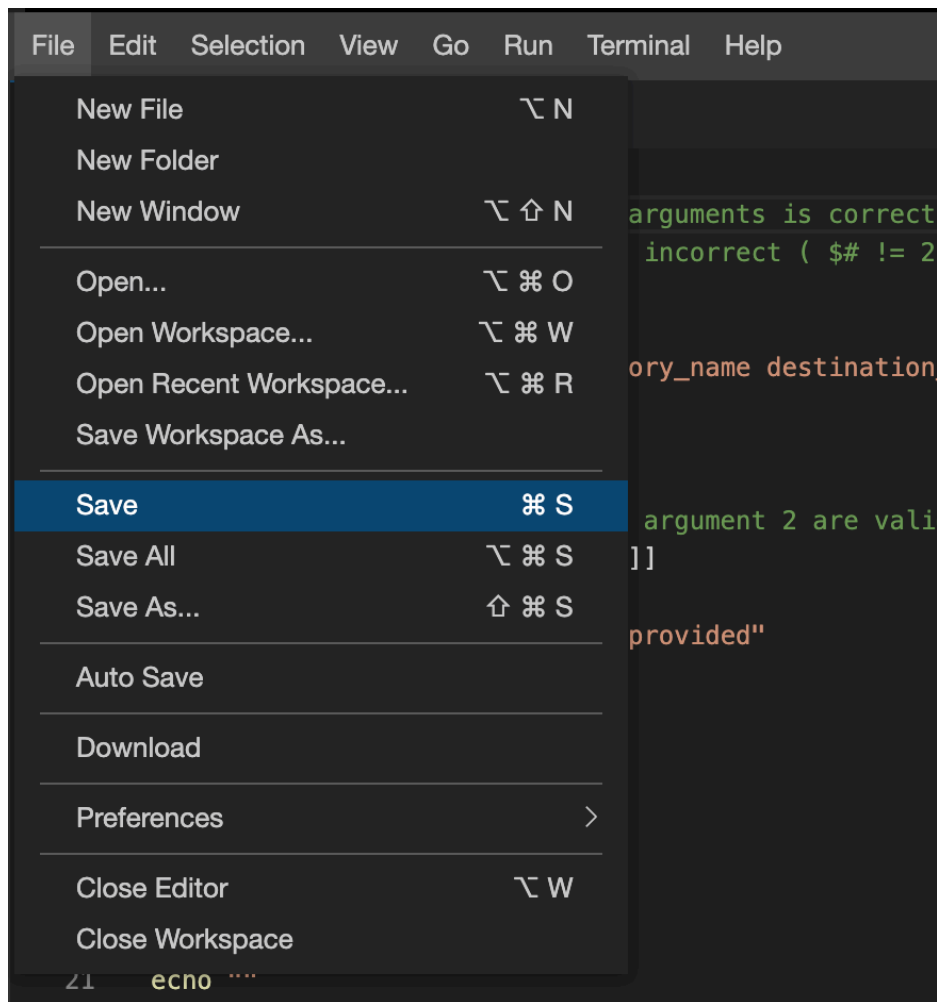 File Edit Selection View Go Run Terminal Help
New File ⌥ N
New Folder
New Window ⌥ ⇧ N
arguments is correct
incorrect ( $# != 2
Open... ⌥ ⌘ O
Open Workspace... ⌥ ⌘ W
Open Recent Workspace... ⌥ ⌘ R
ory_name destination_
Save Workspace As...
Save ⌘ S
argument 2 are vali
Save All ⌥ ⌘ S
]]
Save As... ⇧ ⌘ S
provided"
Auto Save
Download
Preferences >
Close Editor ⌥ W
Close Workspace
21 echo ""